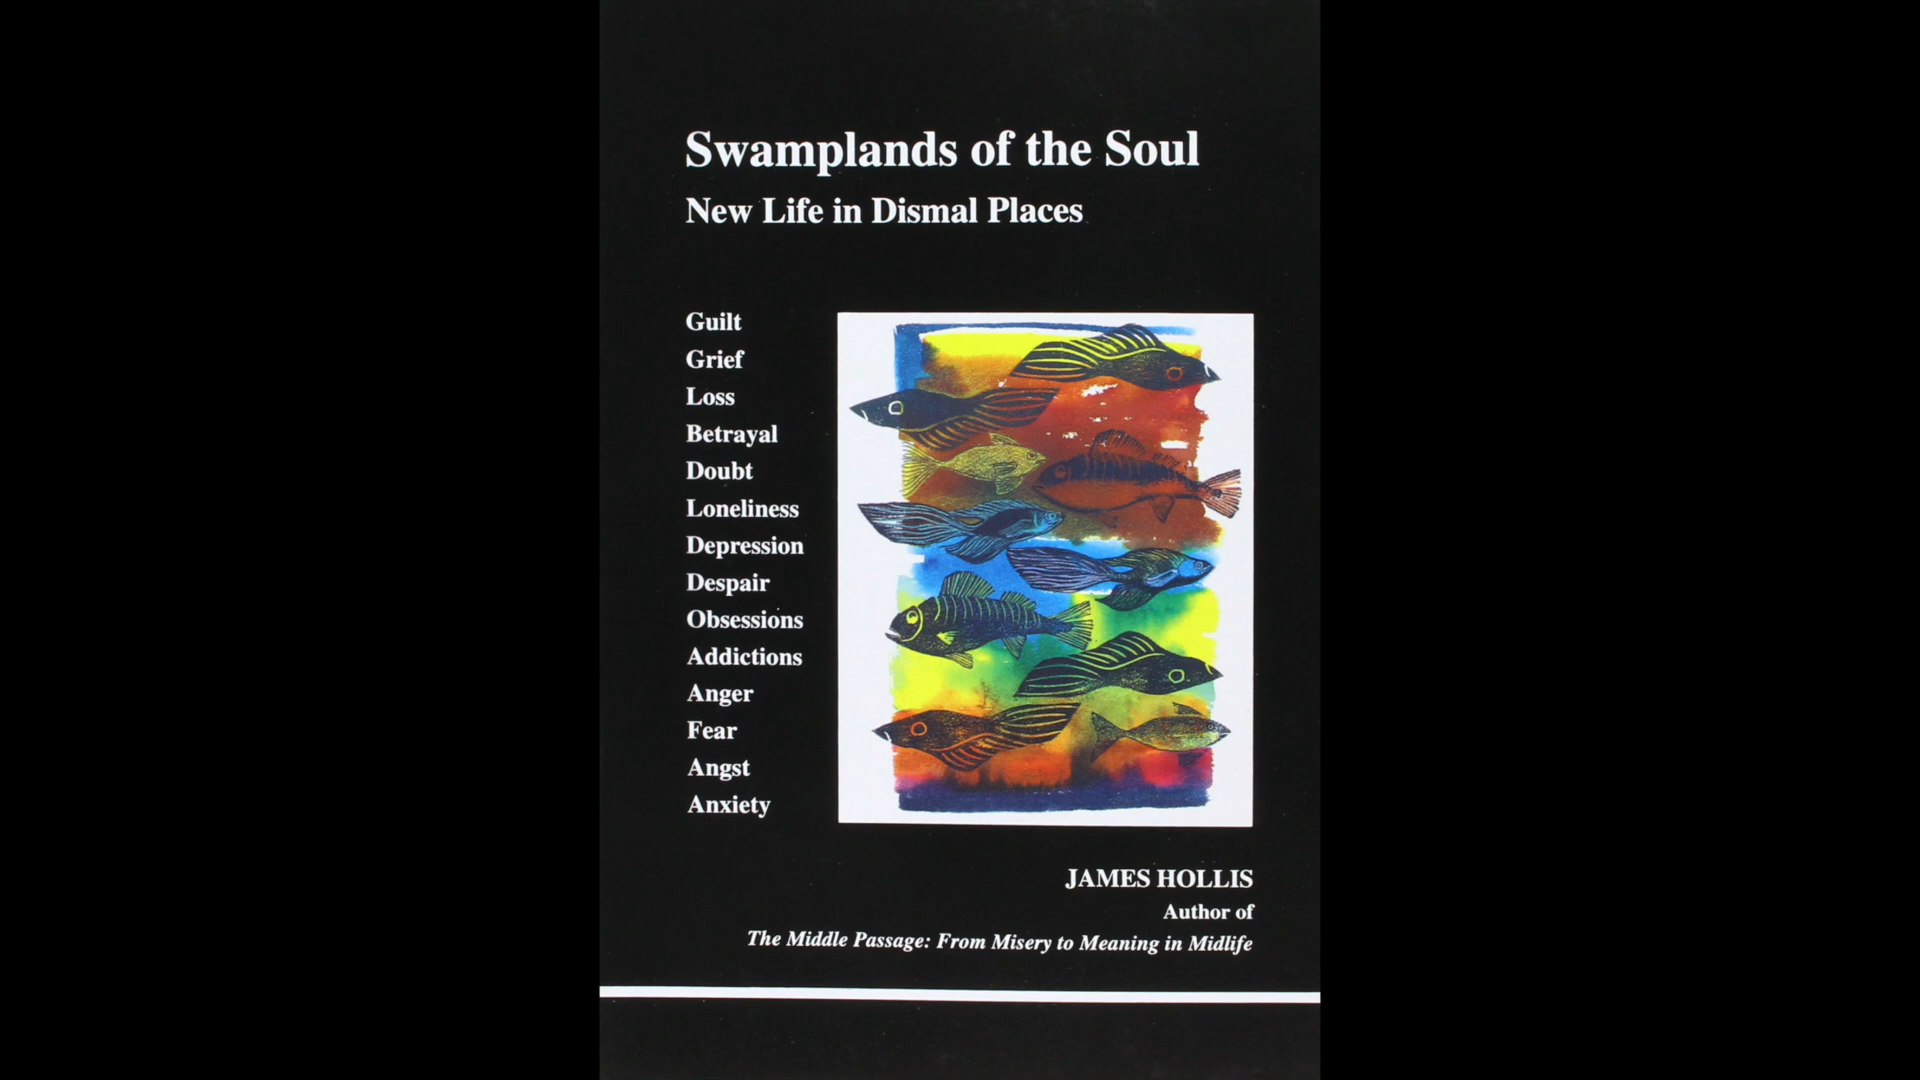 Swamplands of the Soul
New Life in Dismal Places
Guilt
Grief
Loss
Betrayal
Doubt
Loneliness
Depression
Despair
Obsessions
Addictions
Anger
Fear
Angst
Anxiety
JAMES HOLLIS
Author of
The Middle Passage: From Misery to Meaning in Midlife